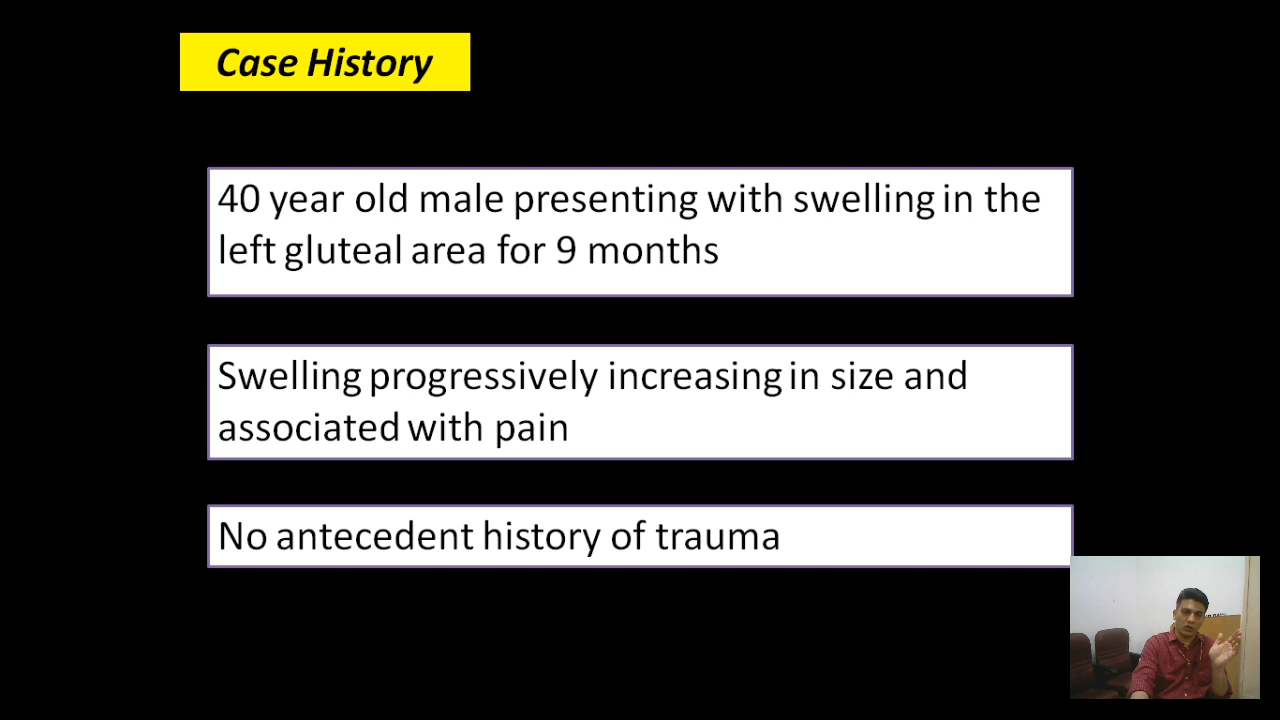 Case History
40 year old male presenting with swelling in the
left gluteal area for 9 months
Swelling progressively increasing in size and
associated with pain
No antecedent history of trauma